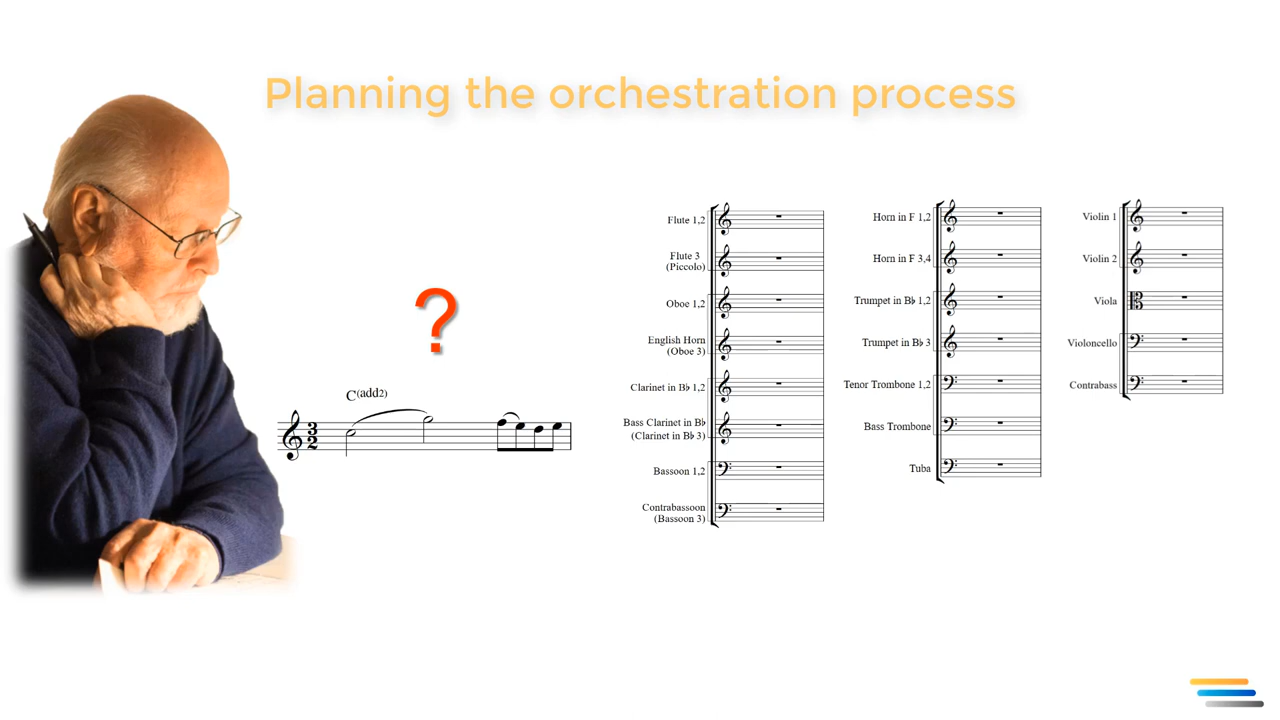 Planning the orchestration process
?
C(add2)
3
2
Flute 1,2
Flute 3
(Piccolo)
Oboe 1,2
English Horn
(Oboe 3)
Clarinet in B♭ 1,2
Bass Clarinet in B♭
(Clarinet in B♭ 3)
Bassoon 1,2
Contrabassoon
(Bassoon 3)
Horn in F 1,2
Horn in F 3,4
Trumpet in B♭ 1,2
Trumpet in B♭ 3
Tenor Trombone 1,2
Bass Trombone
Tuba
Violin 1
Violin 2
Viola
Violoncello
Contrabass